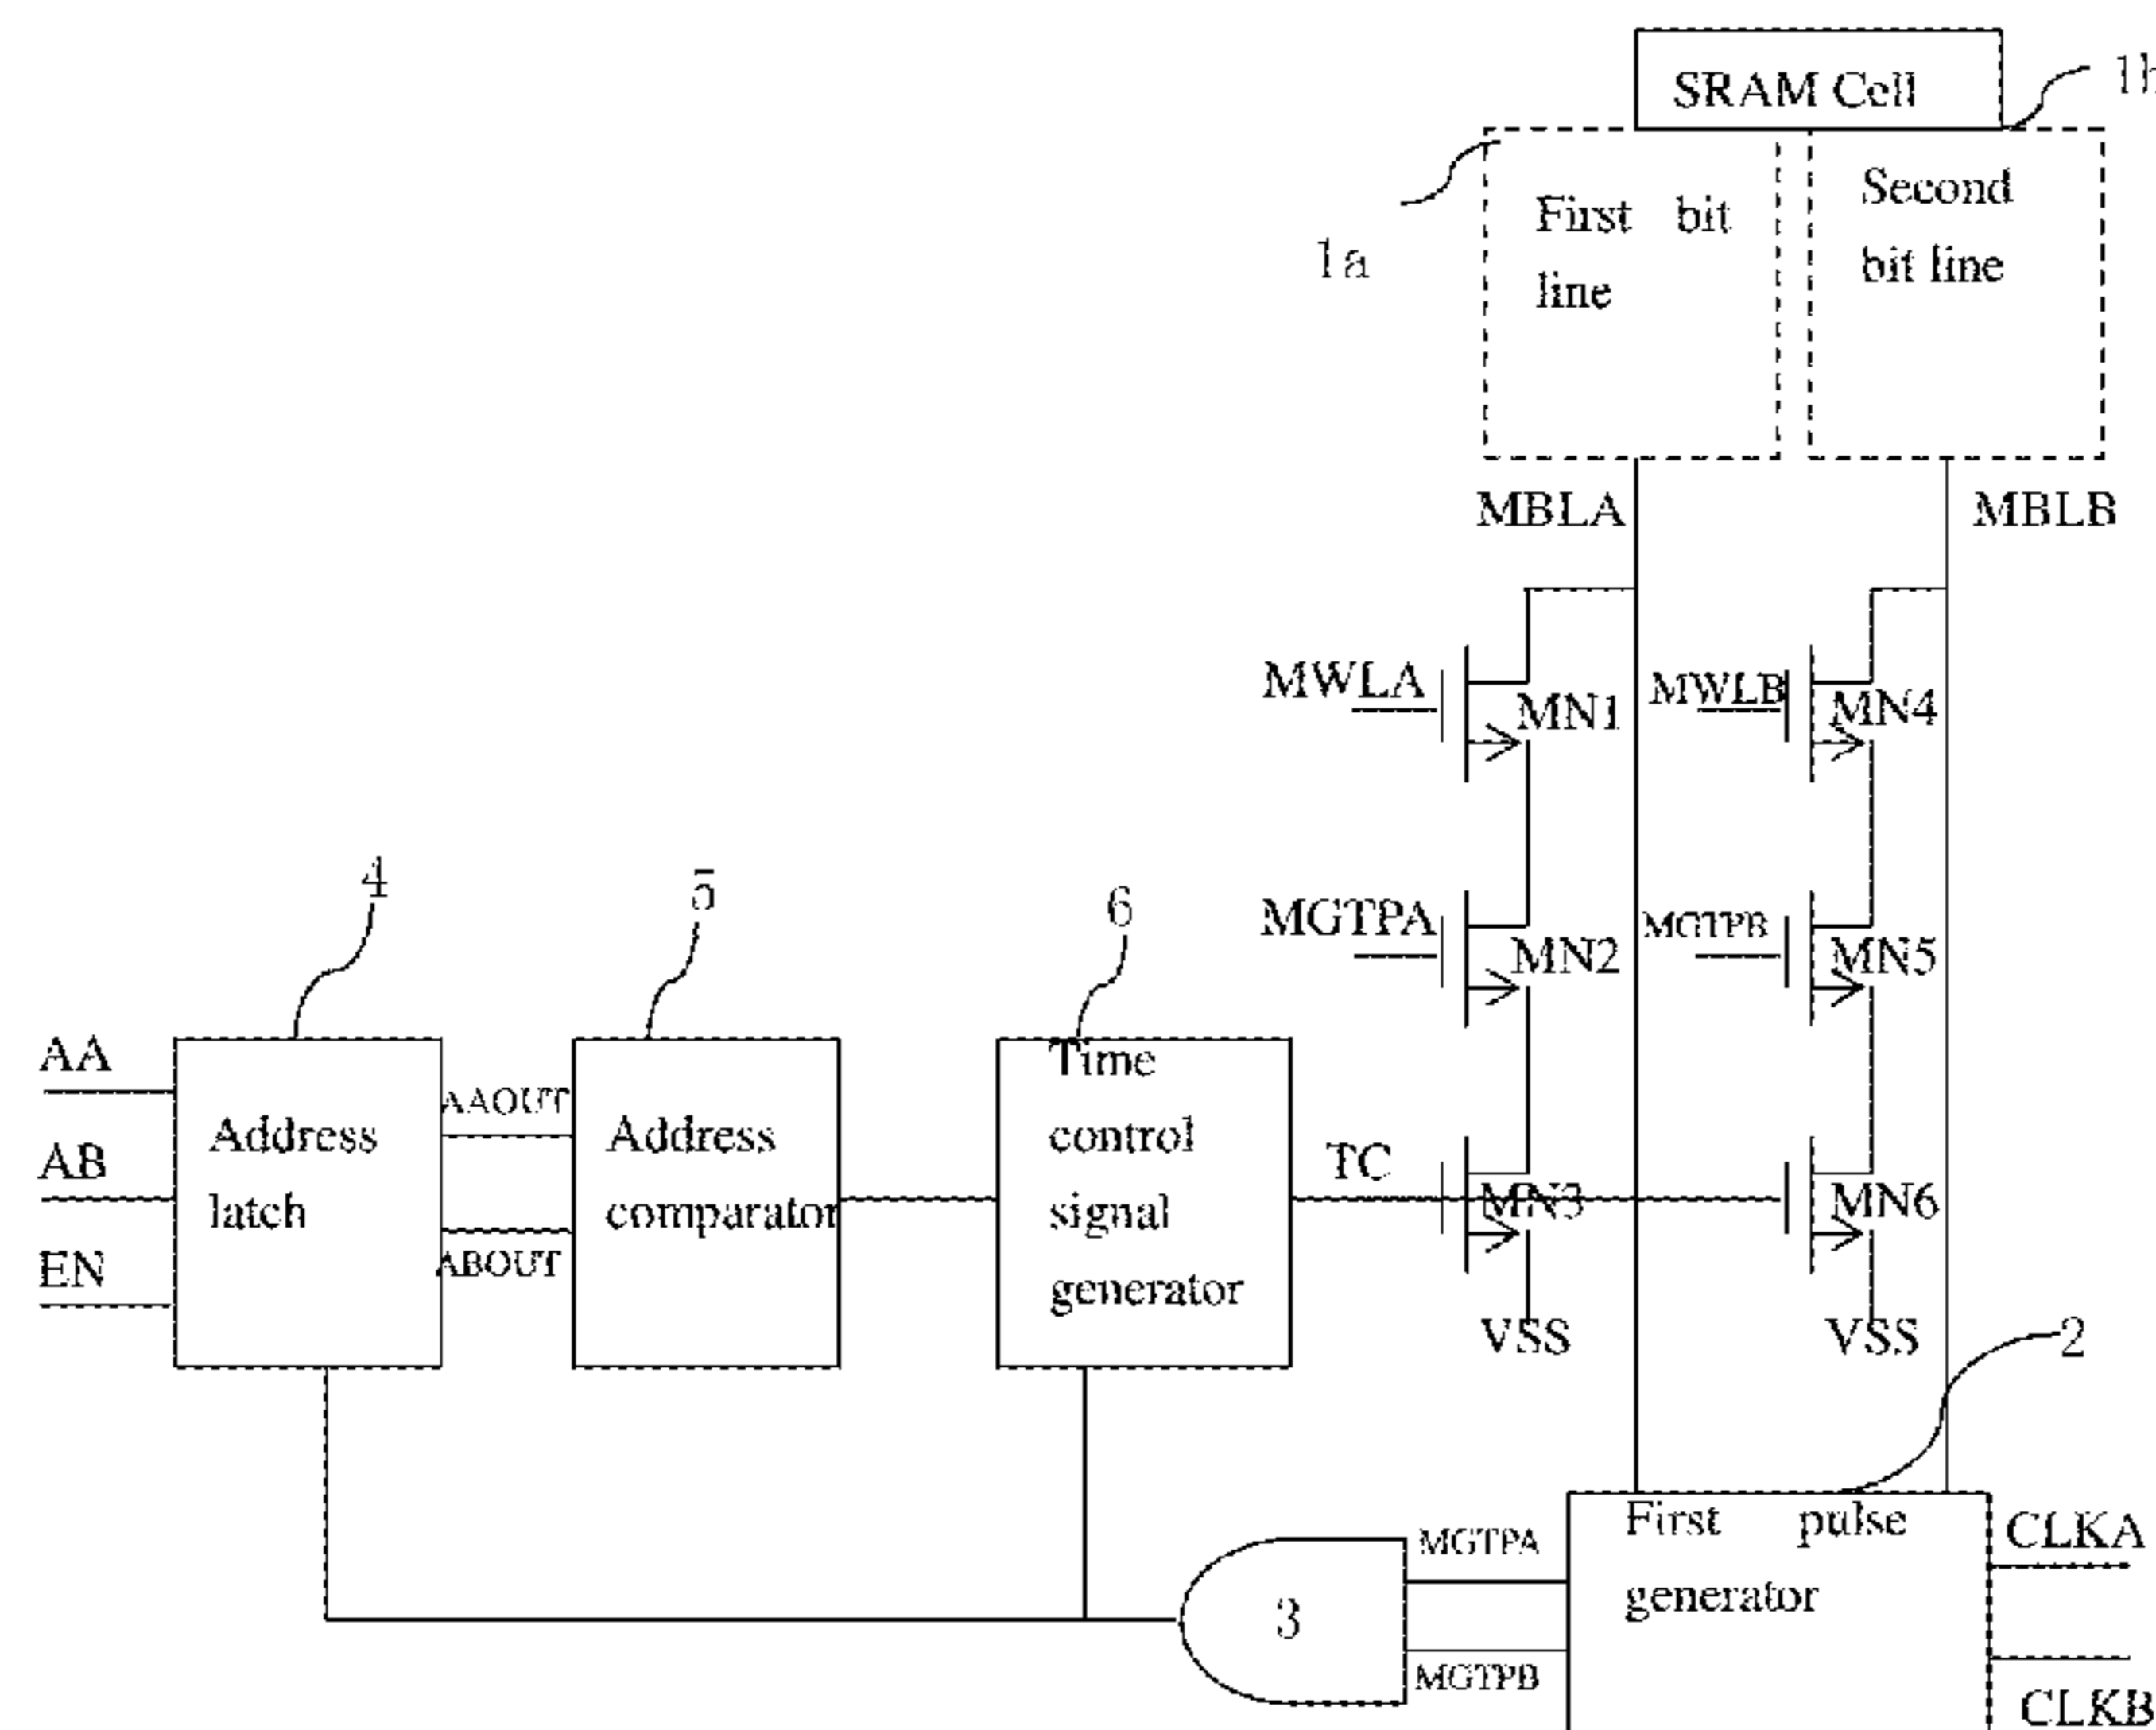 SRAM Cell
1a
First bit
line
Second
bit line
MBLA
MBLB
MWLA
MN1
MWLB
MN4
MGTPA
MN2
MGTPB
MN5
4
5
6
AA
AB
EN
Address
latch
AAOUT
ABOUT
Address
comparator
Time
control
signal
generator
TC
MN3
MN6
VSS
VSS
2
3
MGTPA
MGTPB
First pulse
generator
CLKA
CLKB